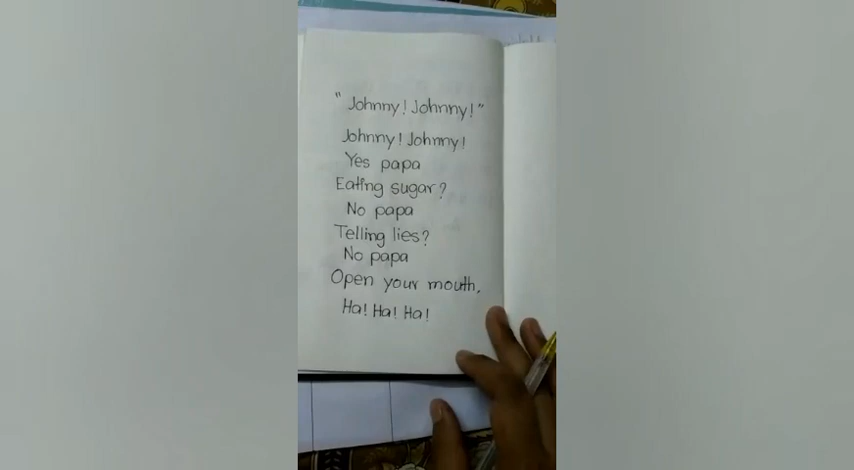 "Johnny! Johnny!"
Johnny! Johnny!
Yes papa
Eating sugar?
No papa
Telling lies?
No papa
Open your mouth.
Ha! Ha! Ha!